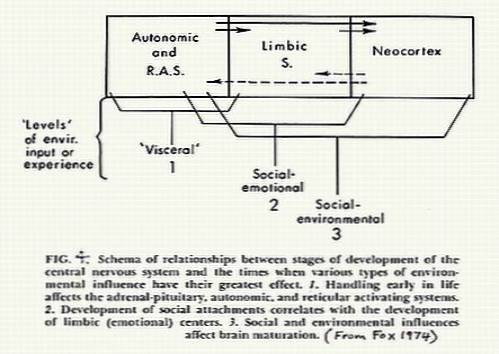 Autonomic
and
R.A.S.
Limbic
S.
Neocortex
'Levels'
of envir.
input or
experience
'Visceral'
1
Social-
emotional
2
Social-
environmental
3
FIG. 4. Schema of relationships between stages of development of the
central nervous system and the times when various types of environ-
mental influence have their greatest effect. 1. Handling early in life
affects the adrenal-pituitary, autonomic, and reticular activating systems.
2. Development of social attachments correlates with the development
of limbic (emotional) centers. 3. Social and environmental influences
affect brain maturation. (From Fox 1974)